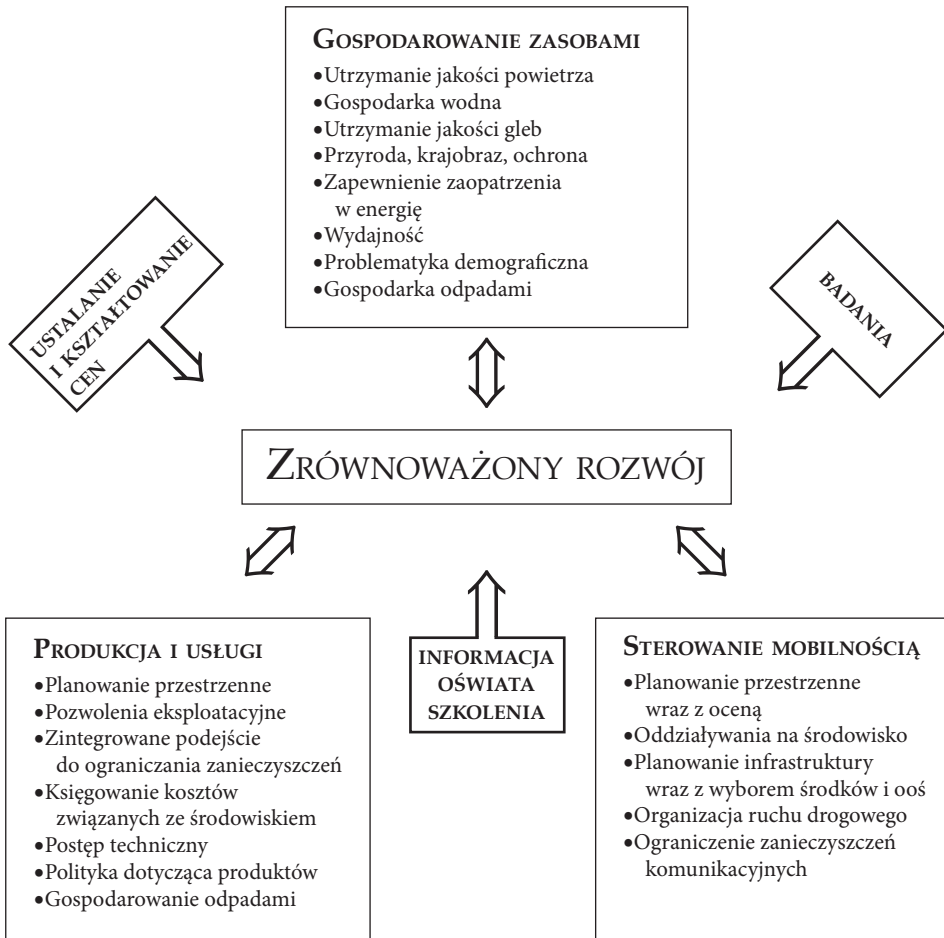 Gospodarowanie zasobami
•Utrzymanie jakości powietrza
•Gospodarka wodna
•Utrzymanie jakości gleb
•Przyroda, krajobraz, ochrona
•Zapewnienie zaopatrzenia
w energię
•Wydajność
•Problematyka demograficzna
•Gospodarka odpadami
USTALANIE
I KSZTAŁTOWANIE
CEN
BADANIA
Zrównoważony rozwój
Produkcja i usługi
•Planowanie przestrzenne
•Pozwolenia eksploatacyjne
•Zintegrowane podejście
do ograniczania zanieczyszczeń
•Księgowanie kosztów
związanych ze środowiskiem
•Postęp techniczny
•Polityka dotycząca produktów
•Gospodarowanie odpadami
INFORMACJA
OŚWIATA
SZKOLENIA
Sterowanie mobilnością
•Planowanie przestrzenne
wraz z oceną
•Oddziaływania na środowisko
•Planowanie infrastruktury
wraz z wyborem środków i ooś
•Organizacja ruchu drogowego
•Ograniczenie zanieczyszczeń
komunikacyjnych